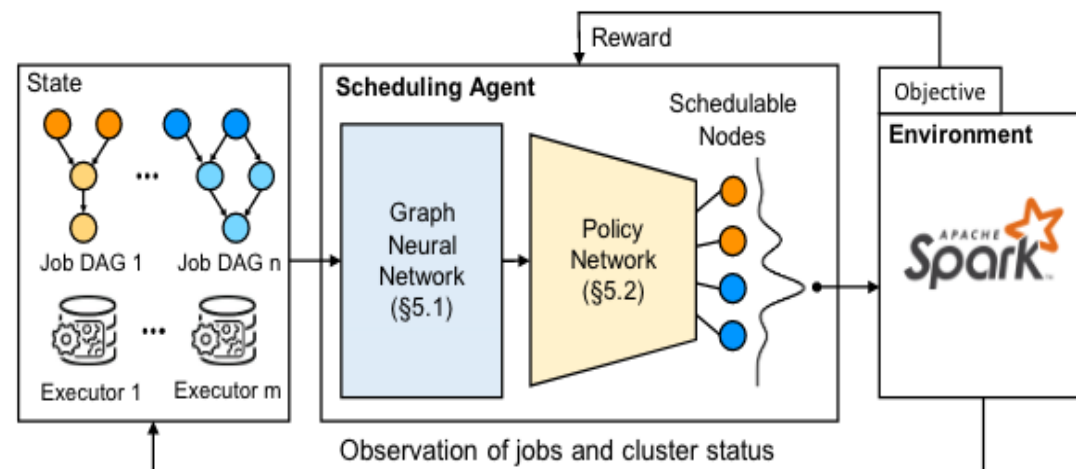 Reward
State
Job DAG 1
...
Job DAG n
Executor 1
...
Executor m
Scheduling Agent
Graph
Neural
Network
(§5.1)
Policy
Network
(§5.2)
Schedulable
Nodes
Objective
Environment
APACHE
Spark
TM
Observation of jobs and cluster status